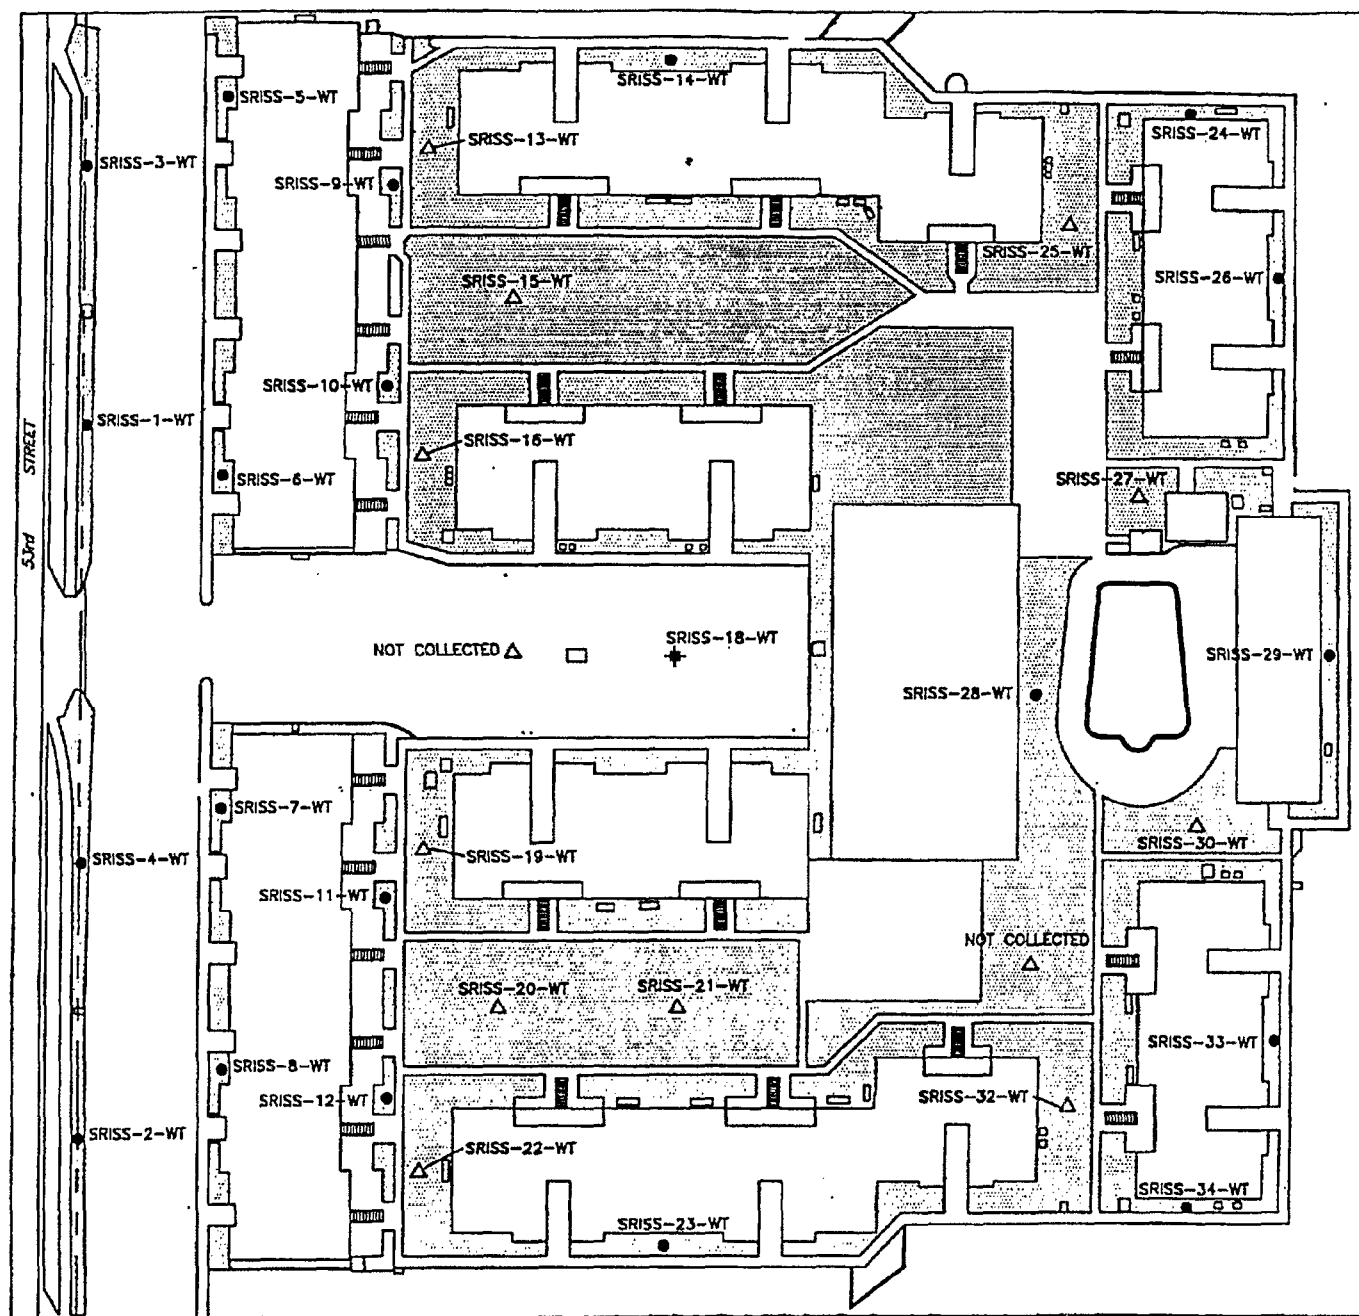 SRISS-14-WT
SRISS-5-WT
SRISS-24-WT
SRISS-13-WT
SRISS-3-WT
SRISS-9-WT
SRISS-25-WT
SRISS-15-WT
SRISS-26-WT
SRISS-10-WT
SRISS-1-WT
SRISS-16-WT
SRISS-6-WT
SRISS-27-WT
53rd STREET
SRISS-18-WT
NOT COLLECTED
SRISS-29-WT
SRISS-28-WT
SRISS-7-WT
SRISS-30-WT
SRISS-19-WT
SRISS-4-WT
SRISS-11-WT
NOT COLLECTED
SRISS-20-WT
SRISS-21-WT
SRISS-33-WT
SRISS-8-WT
SRISS-12-WT
SRISS-32-WT
SRISS-2-WT
SRISS-22-WT
SRISS-34-WT
SRISS-23-WT